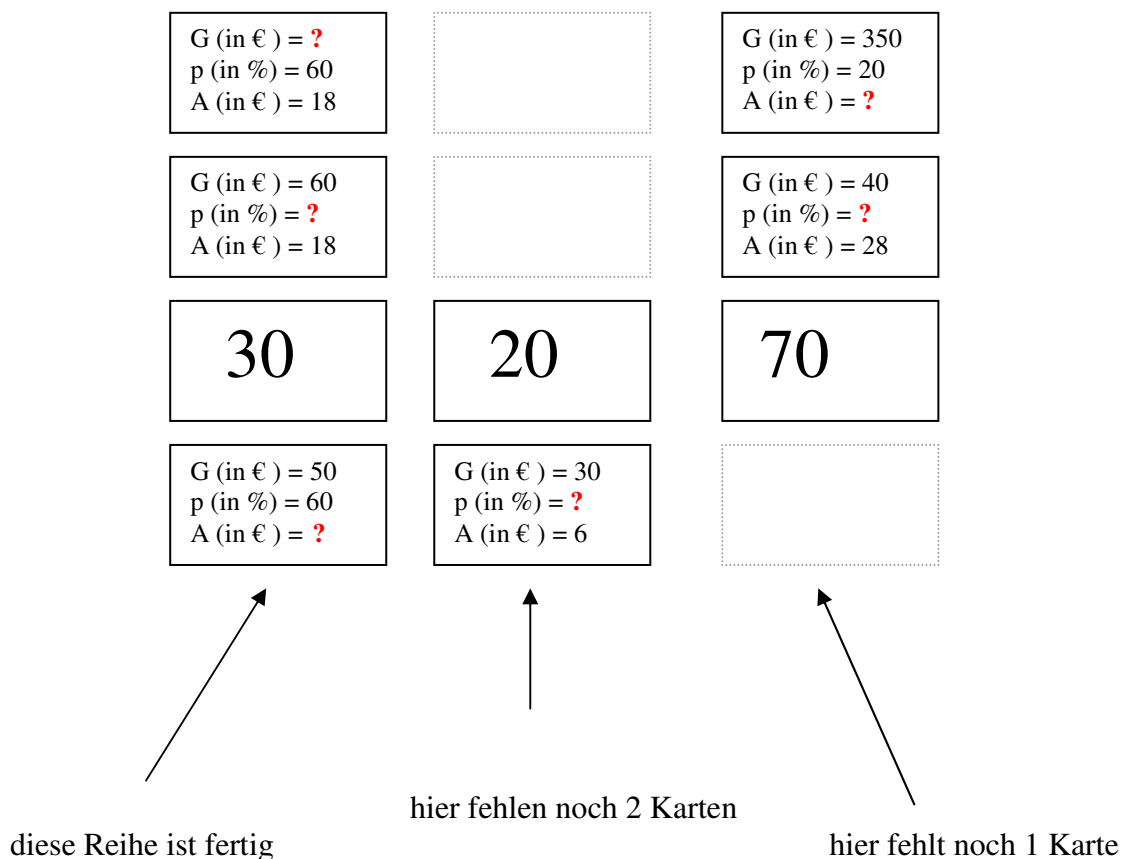 G (in € ) = ?
p (in %) = 60
A (in € ) = 18
G (in € ) = 350
p (in %) = 20
A (in € ) = ?
G (in € ) = 60
p (in %) = ?
A (in € ) = 18
G (in € ) = 40
p (in %) = ?
A (in € ) = 28
30
20
70
G (in € ) = 50
p (in %) = 60
A (in € ) = ?
G (in € ) = 30
p (in %) = ?
A (in € ) = 6
hier fehlen noch 2 Karten
diese Reihe ist fertig
hier fehlt noch 1 Karte